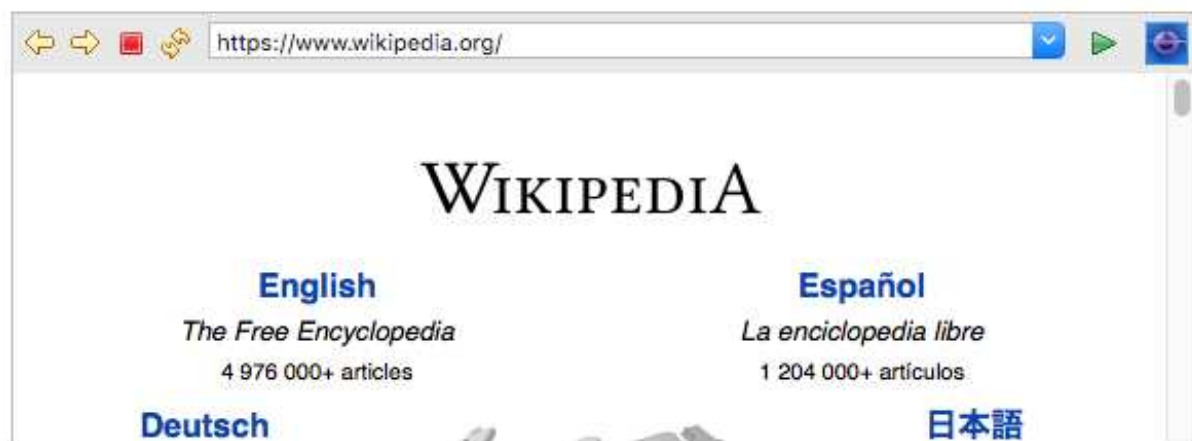 https://www.wikipedia.org/
WIKIPEDIA
English
The Free Encyclopedia
4 976 000+ articles
Español
La enciclopedia libre
1 204 000+ artículos
Deutsch
日本語